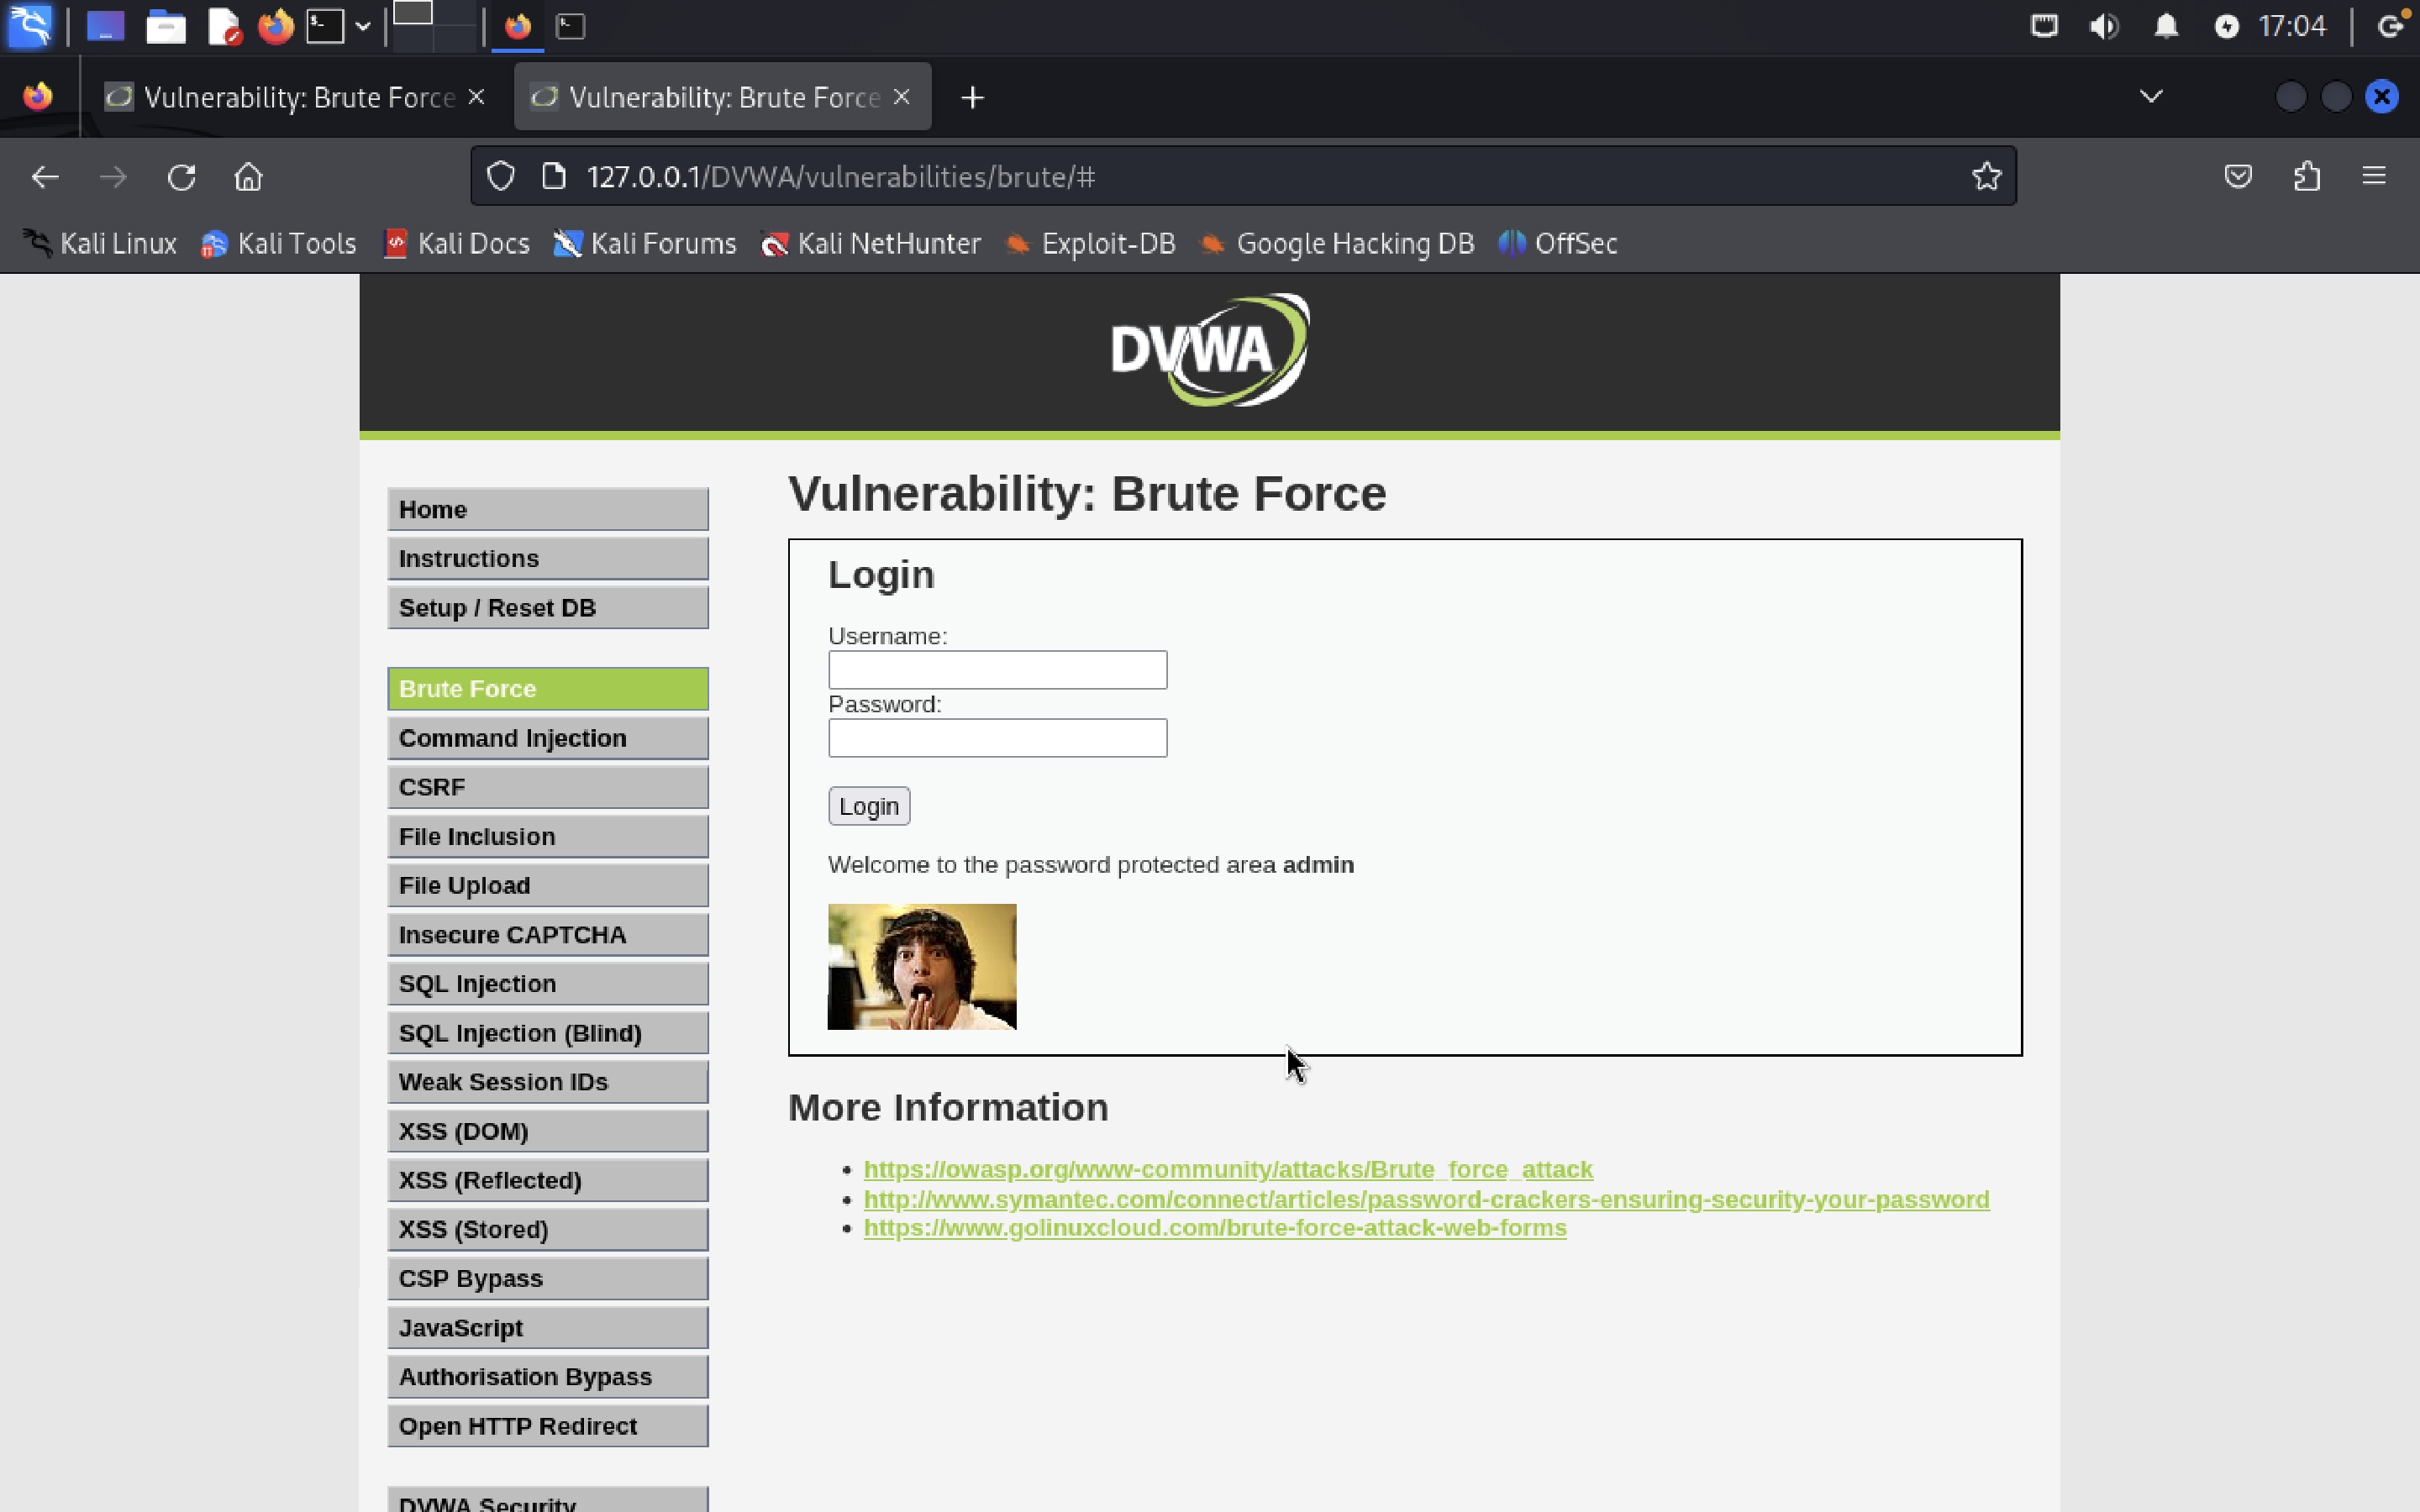 17:04
Vulnerability: Brute Force
Vulnerability: Brute Force
127.0.0.1/DVWA/vulnerabilities/brute/#
Kali Linux
Kali Tools
Kali Docs
Kali Forums
Kali NetHunter
Exploit-DB
Google Hacking DB
OffSec
DVWA
Home
Instructions
Setup / Reset DB
Brute Force
Command Injection
CSRF
File Inclusion
File Upload
Insecure CAPTCHA
SQL Injection
SQL Injection (Blind)
Weak Session IDs
XSS (DOM)
XSS (Reflected)
XSS (Stored)
CSP Bypass
JavaScript
Authorisation Bypass
Open HTTP Redirect
DVWA Security
Vulnerability: Brute Force
Login
Username:
Password:
Login
Welcome to the password protected area admin
More Information
https://owasp.org/www-community/attacks/Brute_force_attack
http://www.symantec.com/connect/articles/password-crackers-ensuring-security-your-password
https://www.golinuxcloud.com/brute-force-attack-web-forms